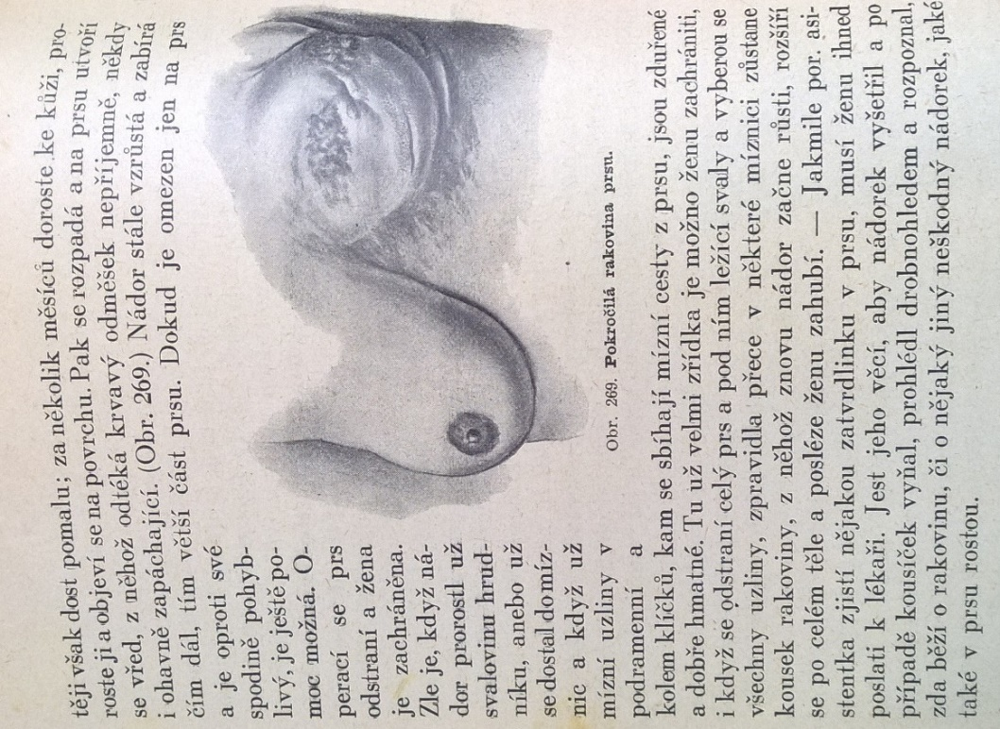 těji však dost pomalu; za několik měsíců doroste ke kůži, pro-
roste ji a objeví se na povrchu. Pak se rozpadá a na prsu utvoří
se vřed, z něhož odtéká krvavý odměšek nepříjemně, někdy
i ohavně zapáchající. (Obr. 269.) Nádor stále vzrůstá a zabírá
čím dál, tím větší část prsu. Dokud je omezen jen na prs
a je oproti své
spodině pohyb-
livý, je ještě po-
moc možná. O-
perací se prs
odstraní a žena
je zachráněna.
Zle je, když ná-
dor prorostl už
svalovinu hrud-
níku, anebo už
se dostal do míz-
nic a když už
mízní uzliny v
podramenní a
Obr. 269. Pokročilá rakovina prsu.
kolem klíčků, kam se sbíhají mízní cesty z prsu, jsou zduřené
a dobře hmatné. Tu už velmi zřídka je možno ženu zachrániti,
i když se odstraní celý prs a pod ním ležící svaly a vyberou se
všechny uzliny, zpravidla přece v některé míznici zůstane
kousek rakoviny, z něhož znovu nádor začne růsti, rozšíří
se po celém těle a posléze ženu zahubí. — Jakmile por. asi-
stentka zjistí nějakou zatvrdlinku v prsu, musí ženu ihned
poslati k lékaři. Jest jeho věcí, aby nádorek vyšetřil a po
případě kousíček vyňal, prohlédl drobnohledem a rozpoznal,
zda běží o rakovinu, či o nějaký jiný neškodný nádorek, jaké
také v prsu rostou.